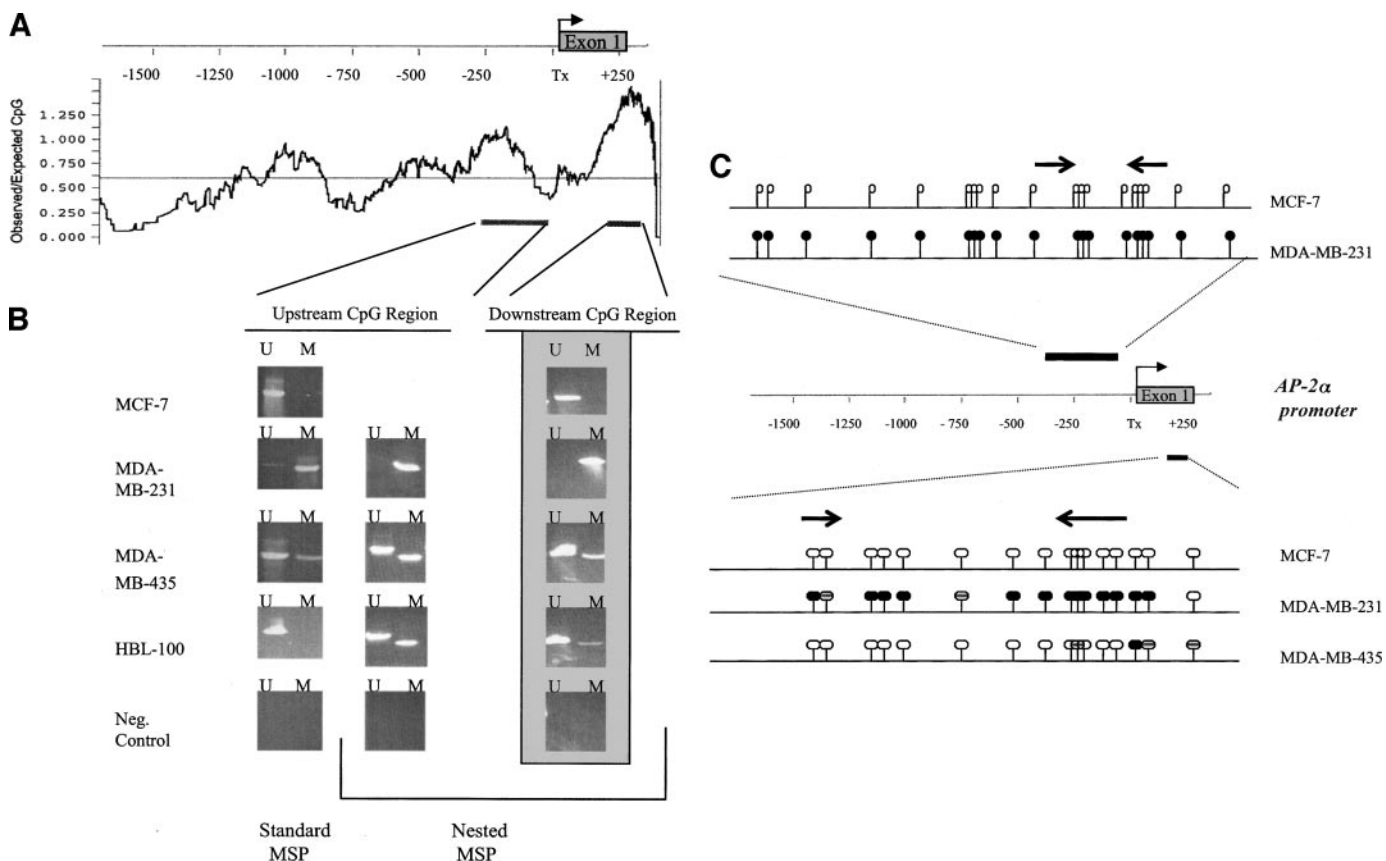 A
Exon 1
-1500 -1250 -1000 - 750 -500 -250 Tx +250
Observed/Expected CpG
1.250
1.000
0.750
0.500
0.250
0.000
B
Upstream CpG Region
Downstream CpG Region
U M
U M
MCF-7
U M
U M
U M
MDA-
MB-231
U M
U M
U M
MDA-
MB-435
U M
U M
U M
HBL-100
U M
U M
U M
Neg.
Control
Standard
MSP
Nested
MSP
C
MCF-7
MDA-MB-231
Exon 1
AP-2α
promoter
-1500 -1250 -1000 -750 -500 -250 Tx +250
MCF-7
MDA-MB-231
MDA-MB-435